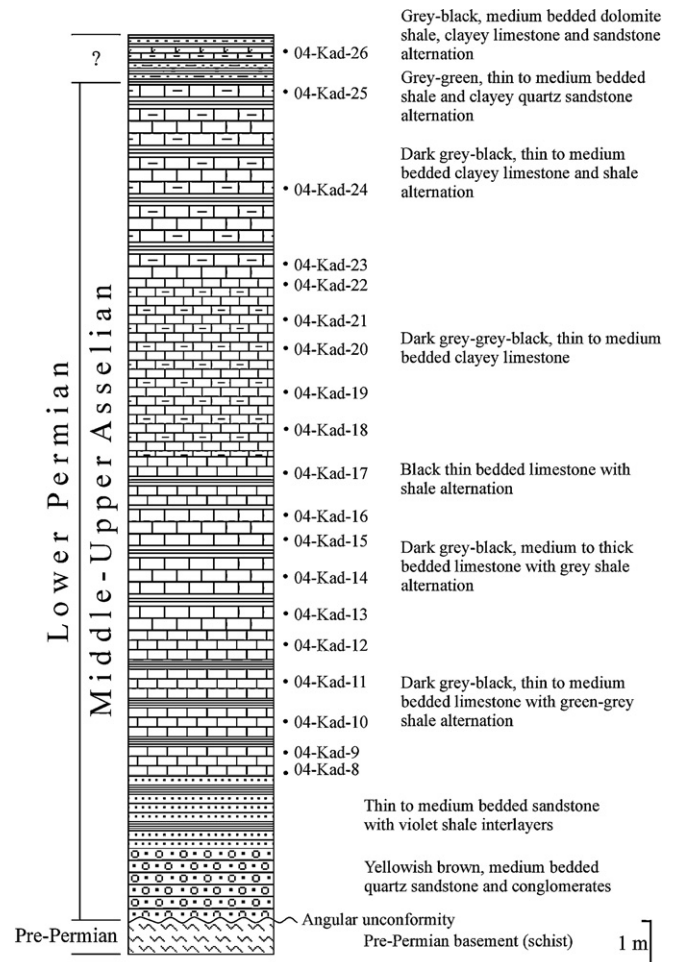 Grey-black, medium bedded dolomite
shale, clayey limestone and sandstone
alternation
?
04-Kad-26
Grey-green, thin to medium bedded
shale and clayey quartz sandstone
alternation
04-Kad-25
Dark grey-black, thin to medium
bedded clayey limestone and shale
alternation
04-Kad-24
04-Kad-23
04-Kad-22
04-Kad-21
Dark grey-grey-black, thin to medium
bedded clayey limestone
04-Kad-20
04-Kad-19
04-Kad-18
Lower Permian
Middle-Upper Asselian
Black thin bedded limestone with
shale alternation
04-Kad-17
04-Kad-16
04-Kad-15
Dark grey-black, medium to thick
bedded limestone with grey shale
alternation
04-Kad-14
04-Kad-13
04-Kad-12
04-Kad-11
Dark grey-black, thin to medium
bedded limestone with green-grey
shale alternation
04-Kad-10
04-Kad-9
04-Kad-8
Thin to medium bedded sandstone
with violet shale interlayers
Yellowish brown, medium bedded
quartz sandstone and conglomerates
Angular unconformity
Pre-Permian
Pre-Permian basement (schist)
1 m